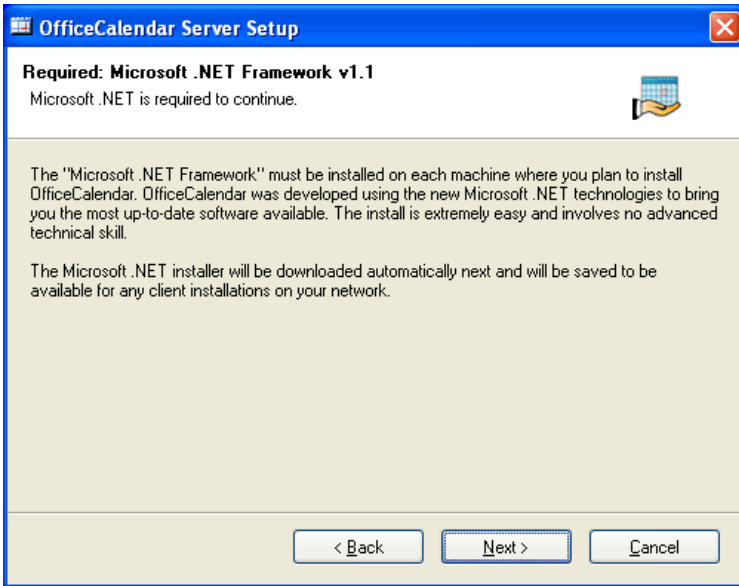 OfficeCalendar Server Setup
Required: Microsoft .NET Framework v1.1
Microsoft .NET is required to continue.
The "Microsoft .NET Framework" must be installed on each machine where you plan to install
OfficeCalendar. OfficeCalendar was developed using the new Microsoft .NET technologies to bring
you the most up-to-date software available. The install is extremely easy and involves no advanced
technical skill.
The Microsoft .NET installer will be downloaded automatically next and will be saved to be
available for any client installations on your network.
< Back
Next >
Cancel